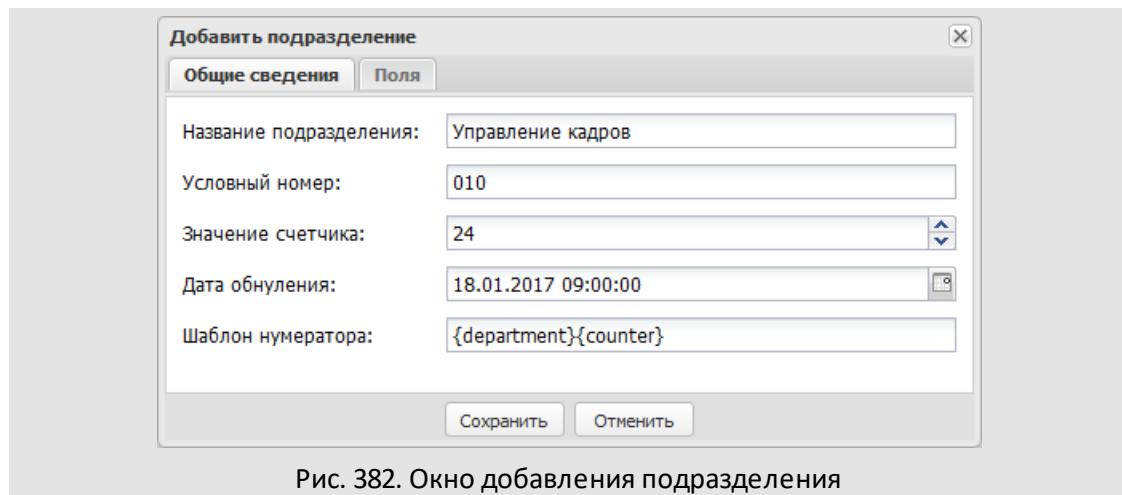 Добавить подразделение
Общие сведения Поля
Название подразделения: Управление кадров
Условный номер: 010
Значение счетчика: 24
Дата обнуления: 18.01.2017 09:00:00
Шаблон нумератора: {department}{counter}
Сохранить Отменить
Рис. 382. Окно добавления подразделения